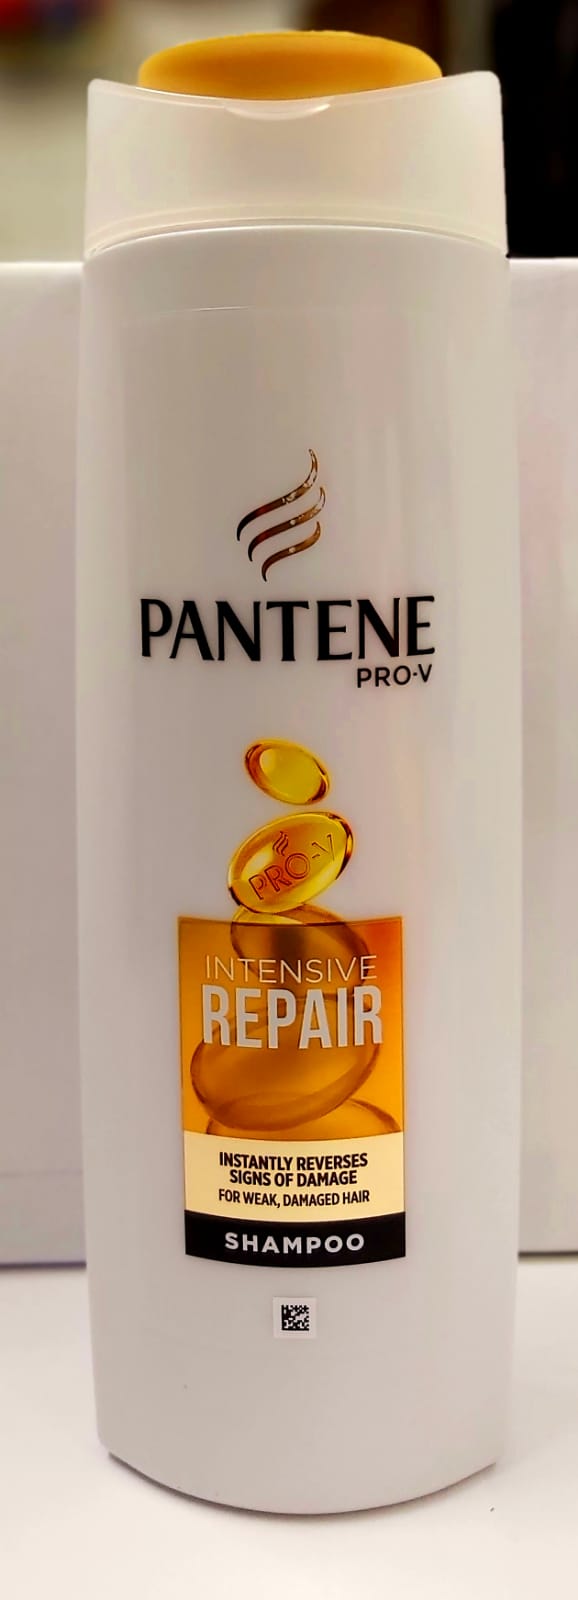 PANTENE
PRO-V
PRO-V
INTENSIVE
REPAIR
INSTANTLY REVERSES
SIGNS OF DAMAGE
FOR WEAK, DAMAGED HAIR
SHAMPOO